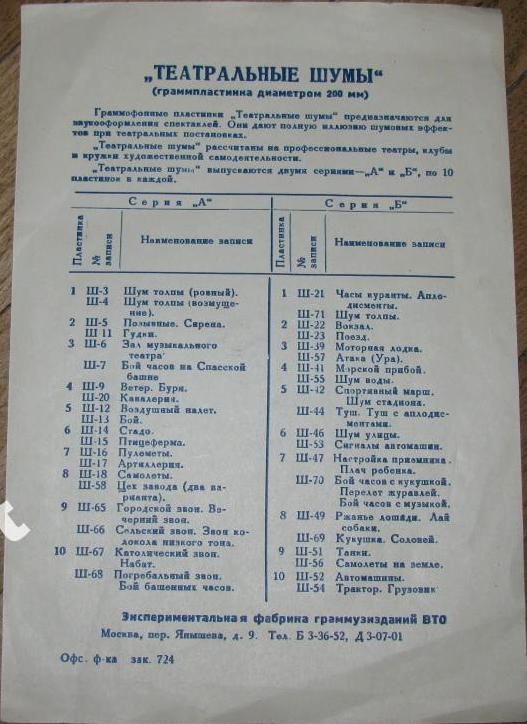 „ТЕАТРАЛЬНЫЕ ШУМЫ“
(граммпластинка диаметром 200 мм)
Граммофонные пластинки „Театральные шумы“ предназначаются для
звукооформления спектаклей. Они дают полную иллюзию шумовых эффек-
тов при театральных постановках.
„Театральные шумы“ рассчитаны на профессиональные театры, клубы
и кружки художественной самодеятельности.
„Театральные шумы“ выпускаются двумя сериями—„А“ и „Б“, по 10
пластинок в каждой.
Серия „А“
Пластинка
№ записи
Наименование записи
1 Ш-3 Шум толпы (ровный).
Ш-4 Шум толпы (возмуще-
ние).
2 Ш-5 Позывные. Сирена.
Ш-11 Гудки.
3 Ш-6 Зал музыкального
театра
Ш-7 Бой часов на Спасской
башне
4 Ш-9 Ветер. Буря.
Ш-20 Кавалерия.
5 Ш-12 Воздушный налет.
Ш-13 Бой.
6 Ш-14 Стадо.
Ш-15 Птицеферма.
7 Ш-16 Пулеметы.
Ш-17 Артиллерия.
8 Ш-18 Самолеты.
Ш-58 Цех завода (два ва-
рианта).
9 Ш-65 Городской звон. Ве-
черний звон.
Ш-66 Сельский звон. Звон ко-
локола низкого тона.
10 Ш-67 Католический звон.
Набат.
Ш-68 Погребальный звон.
Бой башенных часов.
Серия „Б“
Пластинка
№ записи
Наименование записи
1 Ш-21 Часы куранты. Апло-
дисменты.
Ш-71 Шум толпы.
2 Ш-22 Вокзал.
Ш-23 Поезд.
3 Ш-39 Моторная лодка.
Ш-57 Атака (Ура).
4 Ш-41 Морской прибой.
Ш-55 Шум воды.
5 Ш-42 Спортивный марш.
Шум стадиона.
Ш-44 Туш. Туш с аплодис-
ментами.
6 Ш-46 Шум улицы.
Ш-53 Сигналы автомашин.
7 Ш-47 Настройка приемника.
Плач ребенка.
Ш-70 Бой часов с кукушкой.
Перелет журавлей.
Бой часов с музыкой.
8 Ш-49 Ржанье лошади. Лай
собаки.
Ш-69 Кукушка. Соловей.
9 Ш-51 Танки.
Ш-56 Самолеты на земле.
10 Ш-52 Автомашины.
Ш-54 Трактор. Грузовик
Экспериментальная фабрика граммузизданий ВТО
Москва, пер. Янышева, д. 9. Тел. Б 3-36-52, Д 3-07-01
Офс. ф-ка зак. 724